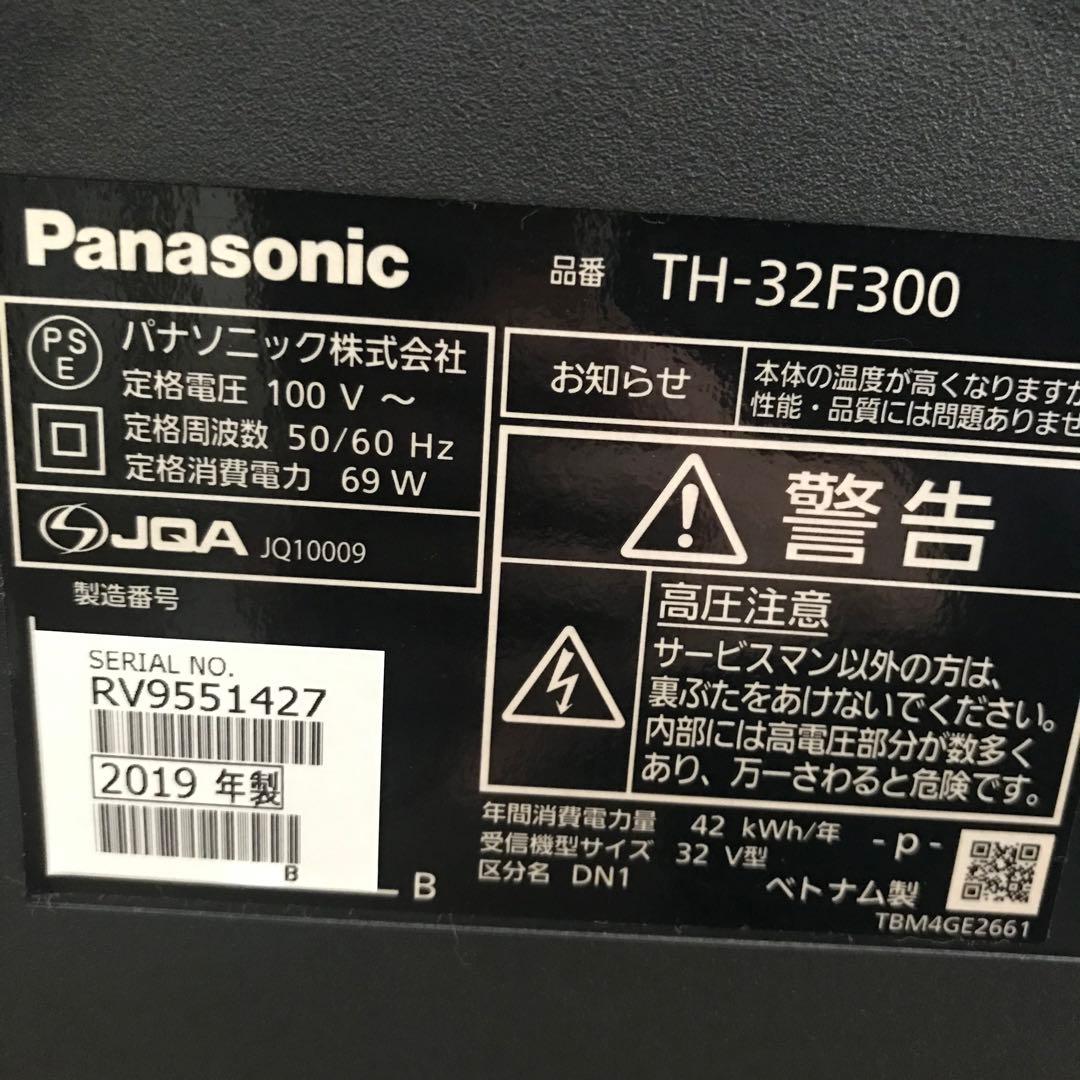 Panasonic
品番 TH-32F300
PSE
パナソニック株式会社
定格電圧 100 V ～
定格周波数 50/60 Hz
定格消費電力 69 W
JQA JQ10009
お知らせ
本体の温度が高くなりますが
性能・品質には問題ありませ
警告
高圧注意
サービスマン以外の方は、
裏ぶたをあけないでください。
内部には高電圧部分が数多く
あり、万一さわると危険です。
製造番号
SERIAL NO.
RV9551427
2019 年製
B
B
年間消費電力量 42 kWh/年
受信機型サイズ 32 V型
区分名 DN1
- p -
ベトナム製
TBM4GE2661